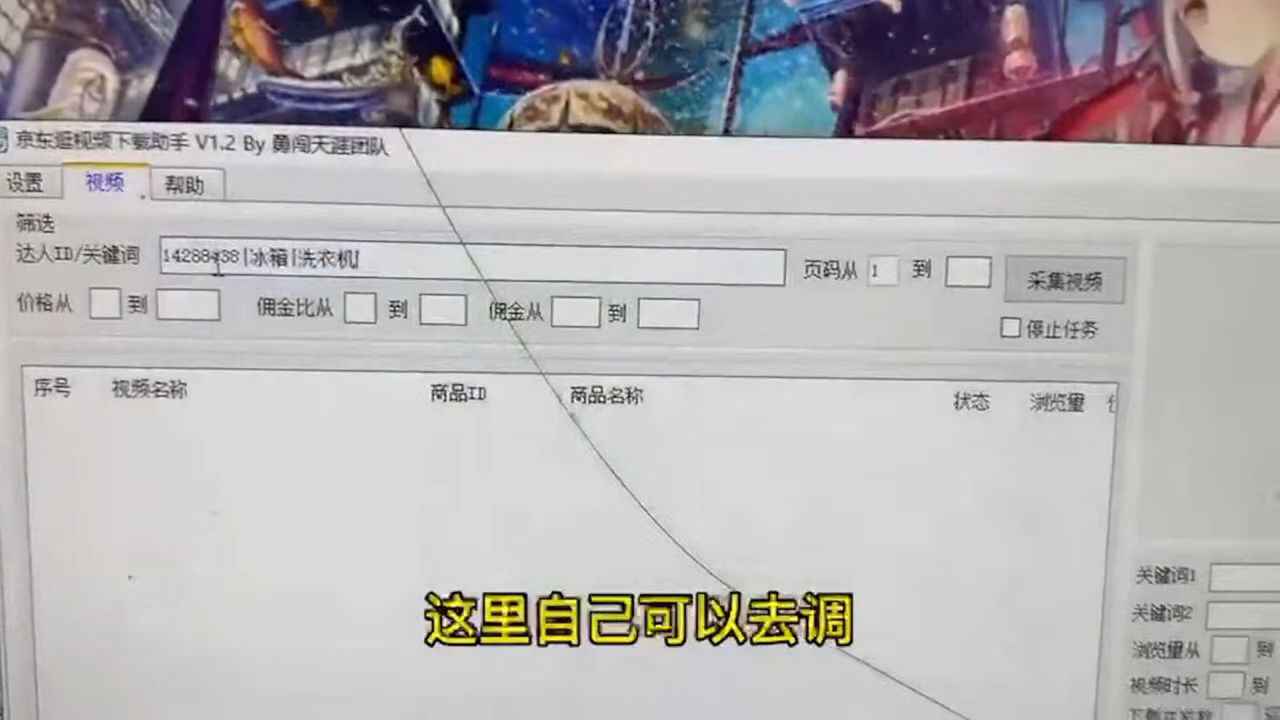 京东逛视频下载助手 V1.2 By 勇闯天涯团队
设置 视频 帮助
筛选
达人ID/关键词 |冰箱|洗衣机 页码从 1 到 采集视频
价格从 到 佣金比从 到 佣金从 到 停止任务
序号 视频名称 商品ID 商品名称 状态 浏览量
关键词1
关键词2
浏览量从 到
视频时长 到
这里自己可以去调